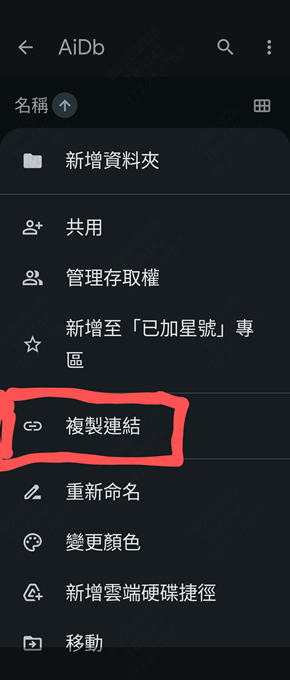 AiDb
名稱
新增資料夾
共用
管理存取權
新增至「已加星號」專
區
複製連結
重新命名
變更顏色
新增雲端硬碟捷徑
移動